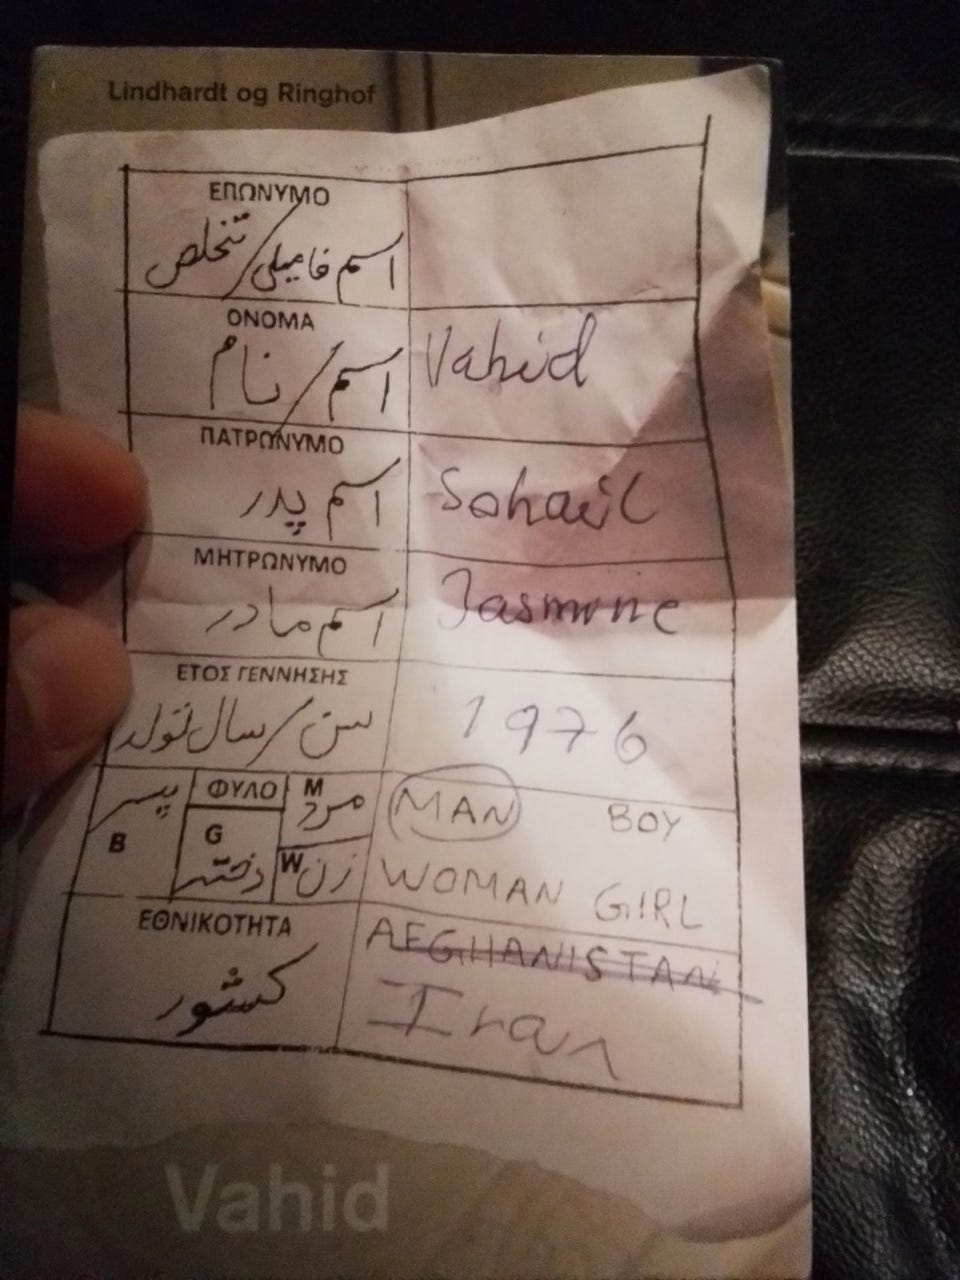 Lindhardt og Ringhof
ΕΠΩΝΥΜΟ
اسم فامیلی / تخلص
ΟΝΟΜΑ
اسم / نام
Vahid
ΠΑΤΡΩΝΥΜΟ
اسم پدر
Sohail
ΜΗΤΡΩΝΥΜΟ
اسم مادر
Jasmine
ΕΤΟΣ ΓΕΝΝΗΣΗΣ
سن / سال تولد
1976
پسر
B
ΦΥΛΟ
G
دختر
M
مرد
W
زن
MAN BOY
WOMAN GIRL
ΕΘΝΙΚΟΤΗΤΑ
کشور
AFGHANISTAN
Iran
Vahid